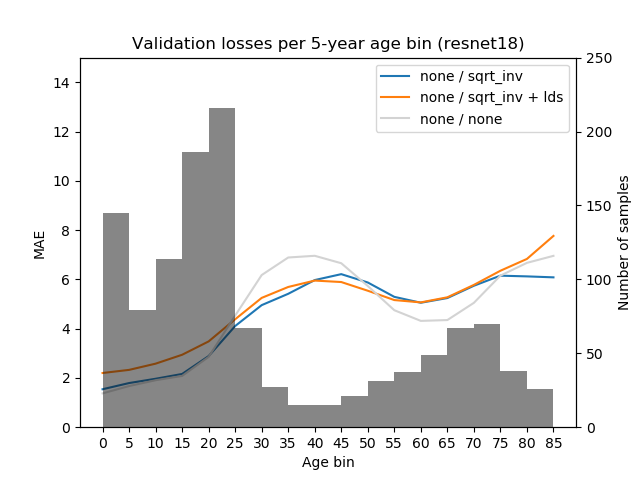 Validation losses per 5-year age bin (resnet18)
none / sqrt_inv
none / sqrt_inv + lds
none / none
MAE
14
12
10
8
6
4
2
0
250
200
150
100
50
0
Number of samples
0 5 10 15 20 25 30 35 40 45 50 55 60 65 70 75 80 85
Age bin